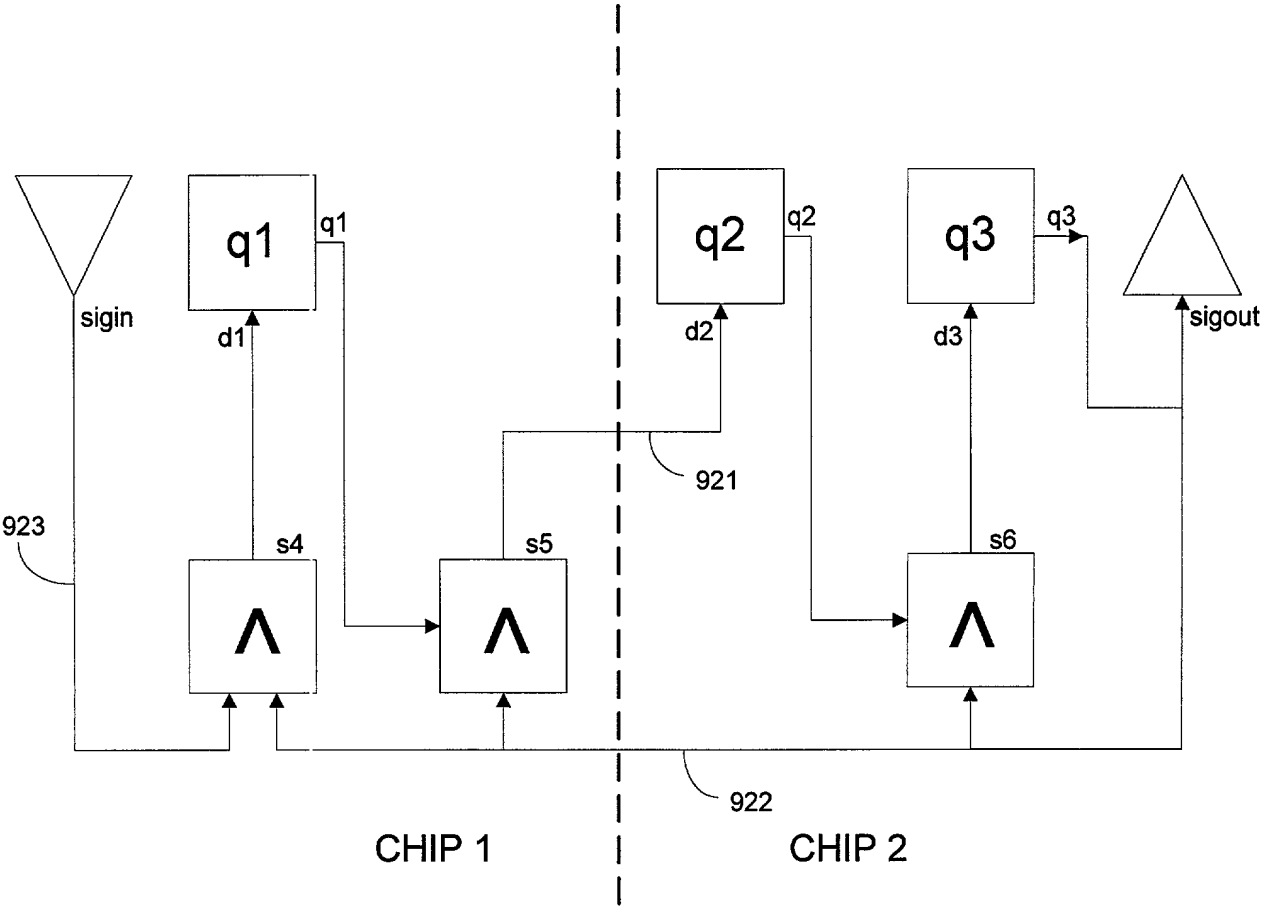 q1
q1
q2
q2
q3
q3
sigin
d1
d2
d3
sigout
921
923
s4
s5
s6
Λ
Λ
Λ
922
CHIP 1
CHIP 2